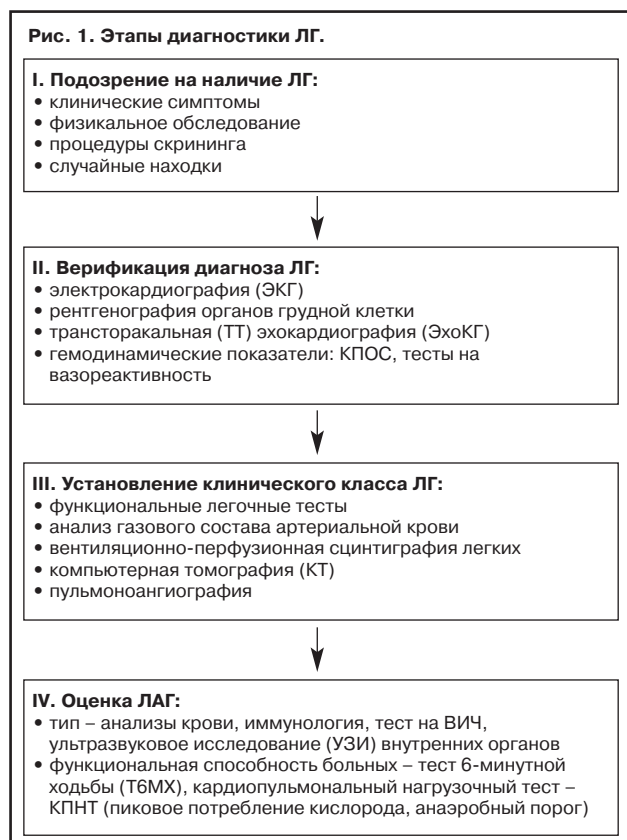 Рис. 1. Этапы диагностики ЛГ.
I. Подозрение на наличие ЛГ:
• клинические симптомы
• физикальное обследование
• процедуры скрининга
• случайные находки
II. Верификация диагноза ЛГ:
• электрокардиография (ЭКГ)
• рентгенография органов грудной клетки
• трансторакальная (ТТ) эхокардиография (ЭхоКГ)
• гемодинамические показатели: КПОС, тесты на
вазореактивность
III. Установление клинического класса ЛГ:
• функциональные легочные тесты
• анализ газового состава артериальной крови
• вентиляционно-перфузионная сцинтиграфия легких
• компьютерная томография (КТ)
• пульмоноангиография
IV. Оценка ЛАГ:
• тип – анализы крови, иммунология, тест на ВИЧ,
ультразвуковое исследование (УЗИ) внутренних органов
• функциональная способность больных – тест 6-минутной
ходьбы (Т6МХ), кардиопульмональный нагрузочный тест –
КПНТ (пиковое потребление кислорода, анаэробный порог)